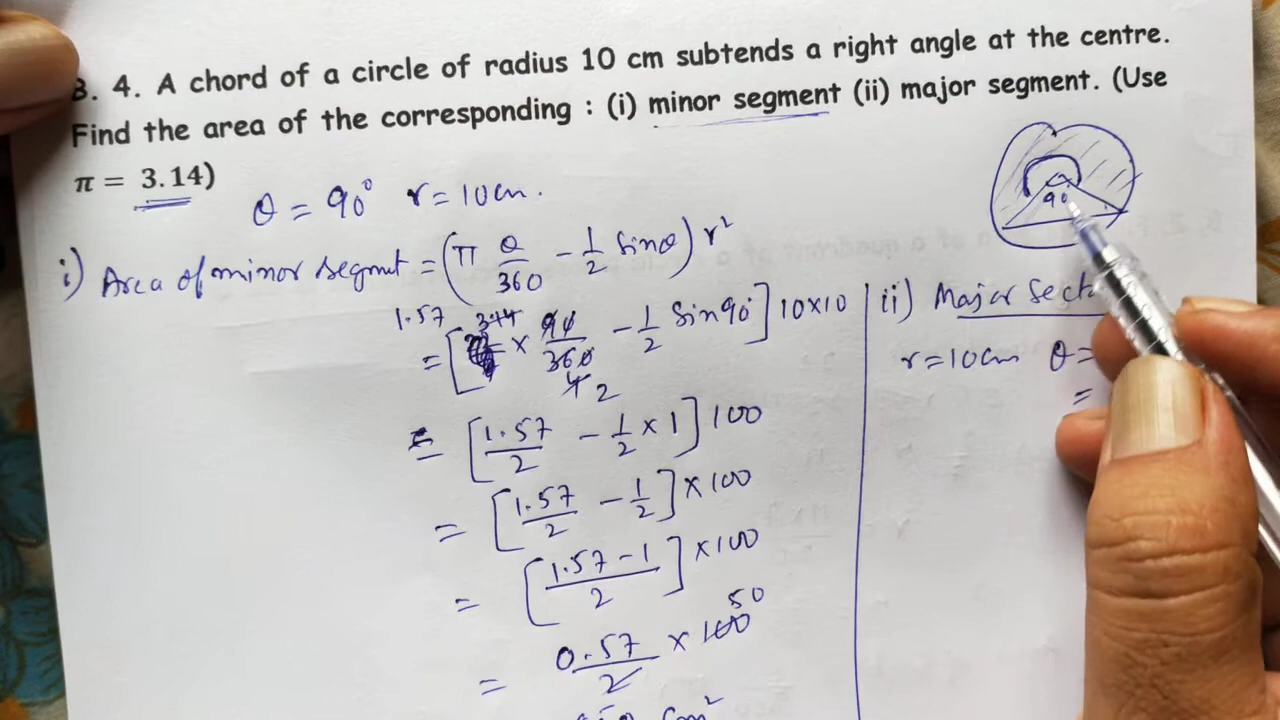 3. 4. A chord of a circle of radius 10 cm subtends a right angle at the centre.
Find the area of the corresponding : (i) minor segment (ii) major segment. (Use
π = 3.14)
θ = 90° r = 10cm.
90
i) Area of minor segmnt = (π θ/360 - 1/2 sinθ) r²
1.57 3.14
= [ × 90/360 - 1/2 Sin90°] 10×10
4 2
= [1.57/2 - 1/2 × 1] 100
= [1.57/2 - 1/2] × 100
= [1.57-1/2] × 100
50
= 0.57/2 × 100
cm²
ii) Major Sect
r=10cm θ=
=